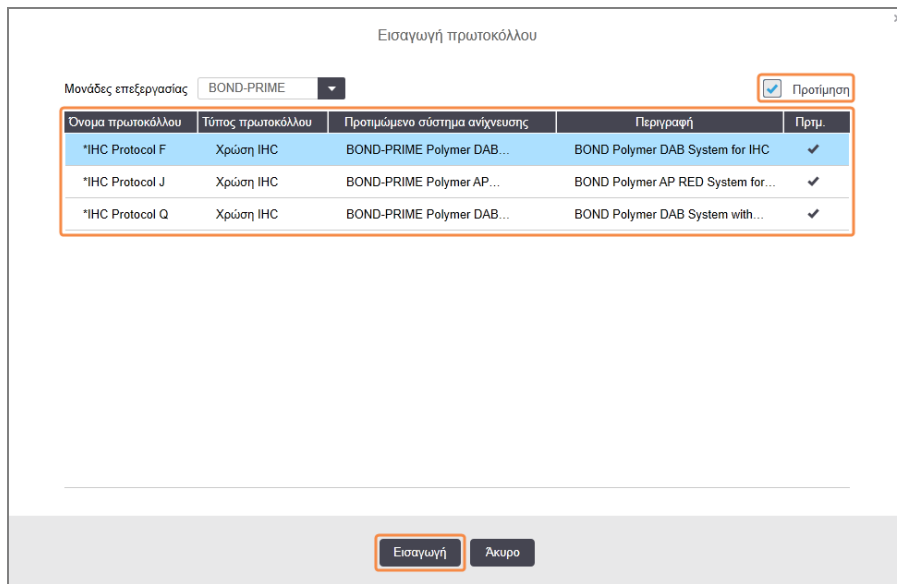 Εισαγωγή πρωτοκόλλου
Μονάδες επεξεργασίας BOND-PRIME Προτίμηση
Όνομα πρωτοκόλλου Τύπος πρωτοκόλλου Προτιμώμενο σύστημα ανίχνευσης Περιγραφή Πρτμ.
*IHC Protocol F Χρώση IHC BOND-PRIME Polymer DAB... BOND Polymer DAB System for IHC
*IHC Protocol J Χρώση IHC BOND-PRIME Polymer AP... BOND Polymer AP RED System for...
*IHC Protocol Q Χρώση IHC BOND-PRIME Polymer DAB... BOND Polymer DAB System with...
Εισαγωγή Άκυρο